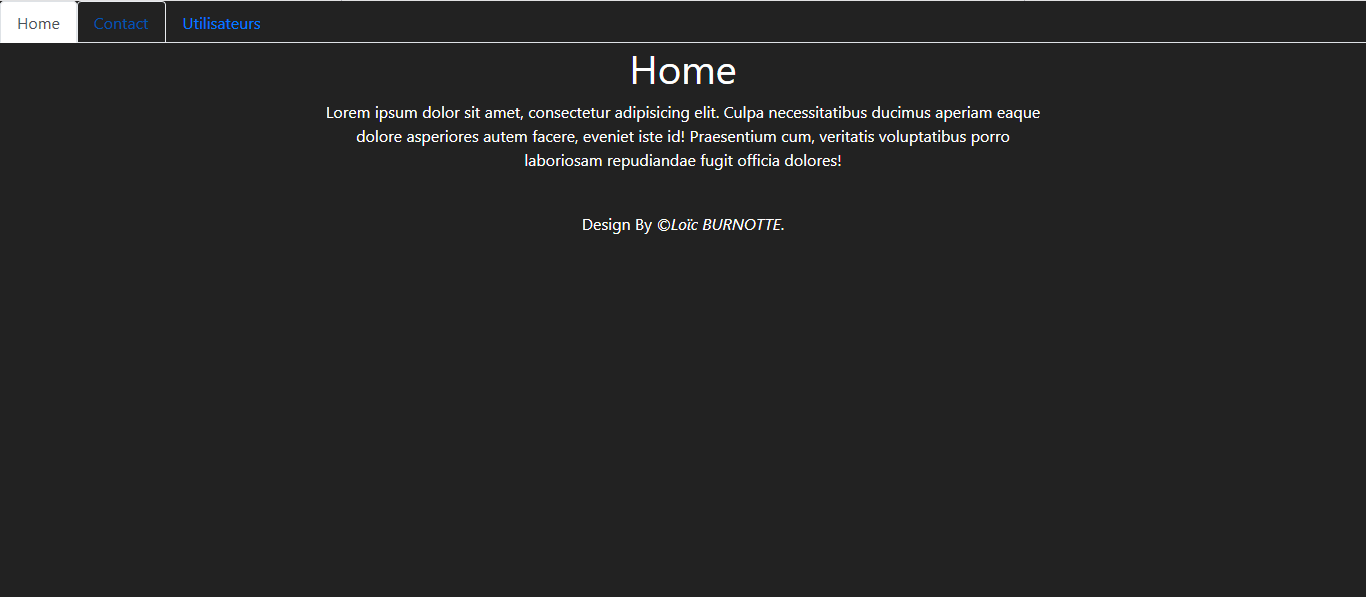 Home Contact Utilisateurs
Home
Lorem ipsum dolor sit amet, consectetur adipisicing elit. Culpa necessitatibus ducimus aperiam eaque
dolore asperiores autem facere, eveniet iste id! Praesentium cum, veritatis voluptatibus porro
laboriosam repudiandae fugit officia dolores!
Design By ©Loïc BURNOTTE.